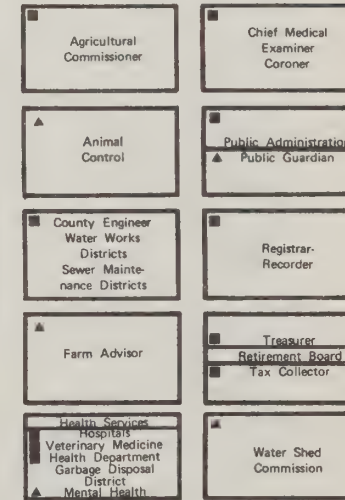 Agricultural
Commissioner
Chief Medical
Examiner
Coroner
Animal
Control
Public Administration
Public Guardian
County Engineer
Water Works
Districts
Sewer Mainte-
nance Districts
Registrar-
Recorder
Farm Advisor
Treasurer
Retirement Board
Tax Collector
Health Services
Hospitals
Veterinary Medicine
Health Department
Garbage Disposal
District
Mental Health
Water Shed
Commission